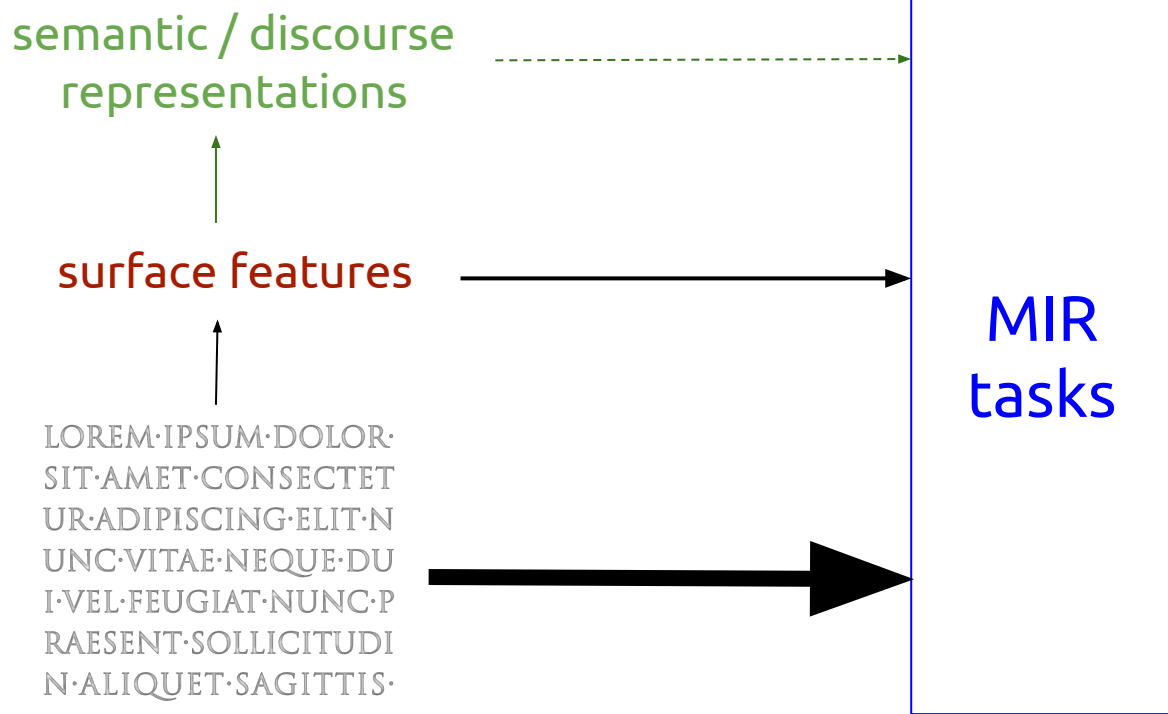 semantic / discourse
representations
surface features
LOREM·IPSUM·DOLOR·
SIT·AMET·CONSECTET
UR·ADIPISCING·ELIT·N
UNC·VITAE·NEQUE·DU
I·VEL·FEUGIAT·NUNC·P
RAESENT·SOLLICITUDI
N·ALIQUET·SAGITTIS·
MIR
tasks